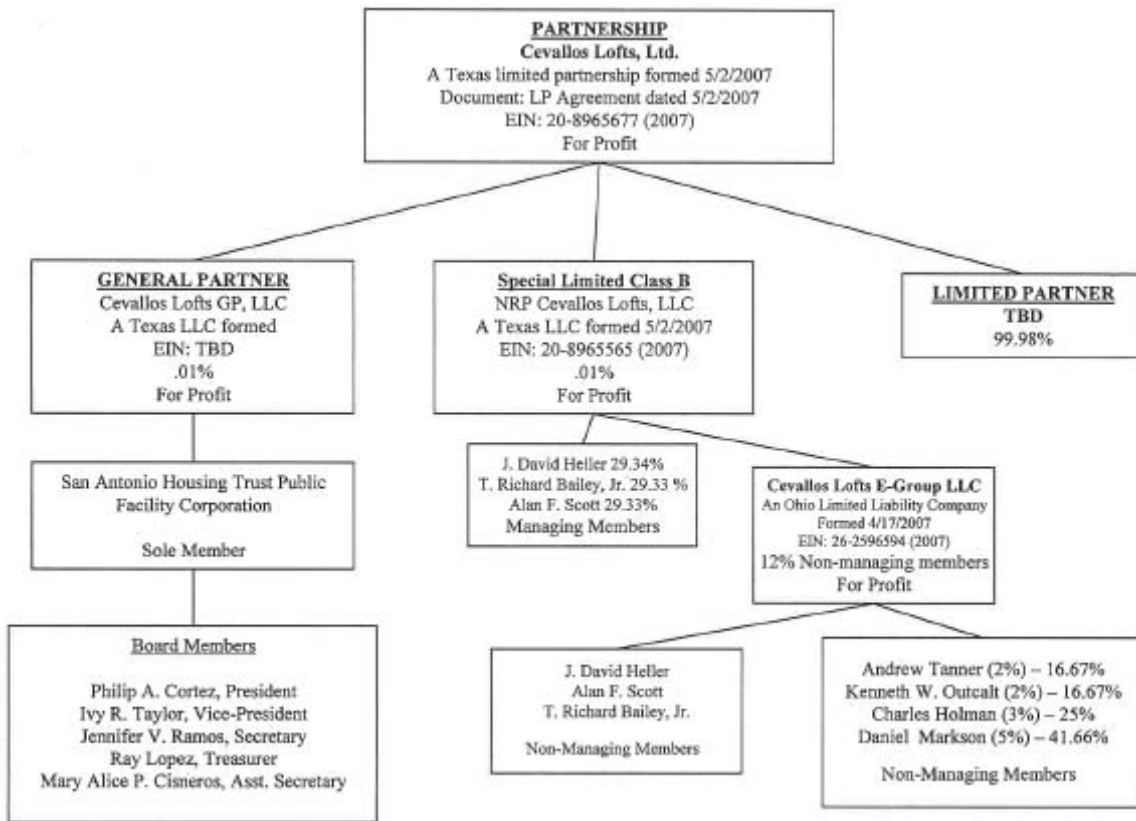 PARTNERSHIP
Cevallos Lofts, Ltd.
A Texas limited partnership formed 5/2/2007
Document: LP Agreement dated 5/2/2007
EIN: 20-8965677 (2007)
For Profit
GENERAL PARTNER
Cevallos Lofts GP, LLC
A Texas LLC formed
EIN: TBD
.01%
For Profit
Special Limited Class B
NRP Cevallos Lofts, LLC
A Texas LLC formed 5/2/2007
EIN: 20-8965565 (2007)
.01%
For Profit
LIMITED PARTNER
TBD
99.98%
San Antonio Housing Trust Public
Facility Corporation
Sole Member
J. David Heller 29.34%
T. Richard Bailey, Jr. 29.33 %
Alan F. Scott 29.33%
Managing Members
Cevallos Lofts E-Group LLC
An Ohio Limited Liability Company
Formed 4/17/2007
EIN: 26-2596594 (2007)
12% Non-managing members
For Profit
Board Members
Philip A. Cortez, President
Ivy R. Taylor, Vice-President
Jennifer V. Ramos, Secretary
Ray Lopez, Treasurer
Mary Alice P. Cisneros, Asst. Secretary
J. David Heller
Alan F. Scott
T. Richard Bailey, Jr.
Non-Managing Members
Andrew Tanner (2%) – 16.67%
Kenneth W. Outcalt (2%) – 16.67%
Charles Holman (3%) – 25%
Daniel Markson (5%) – 41.66%
Non-Managing Members